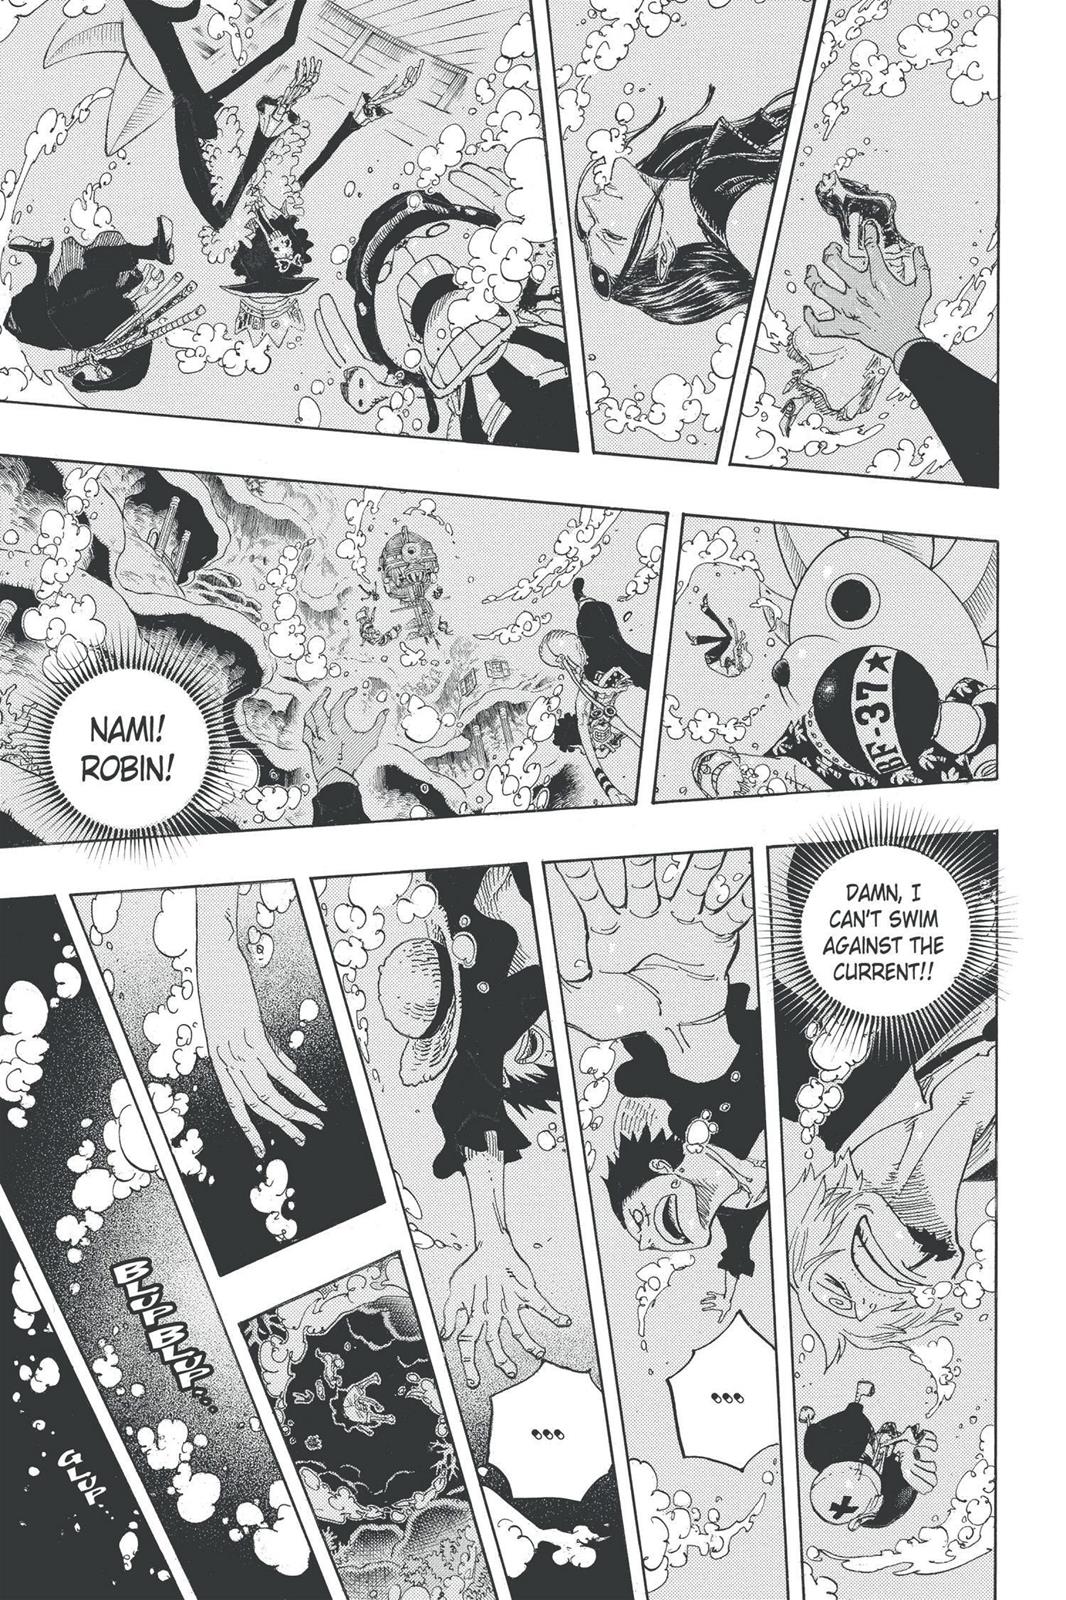 BF-37
NAMI!
ROBIN!
DAMN, I
CAN'T SWIM
AGAINST THE
CURRENT!!
...
...
BLUP BLUP...
GLUP